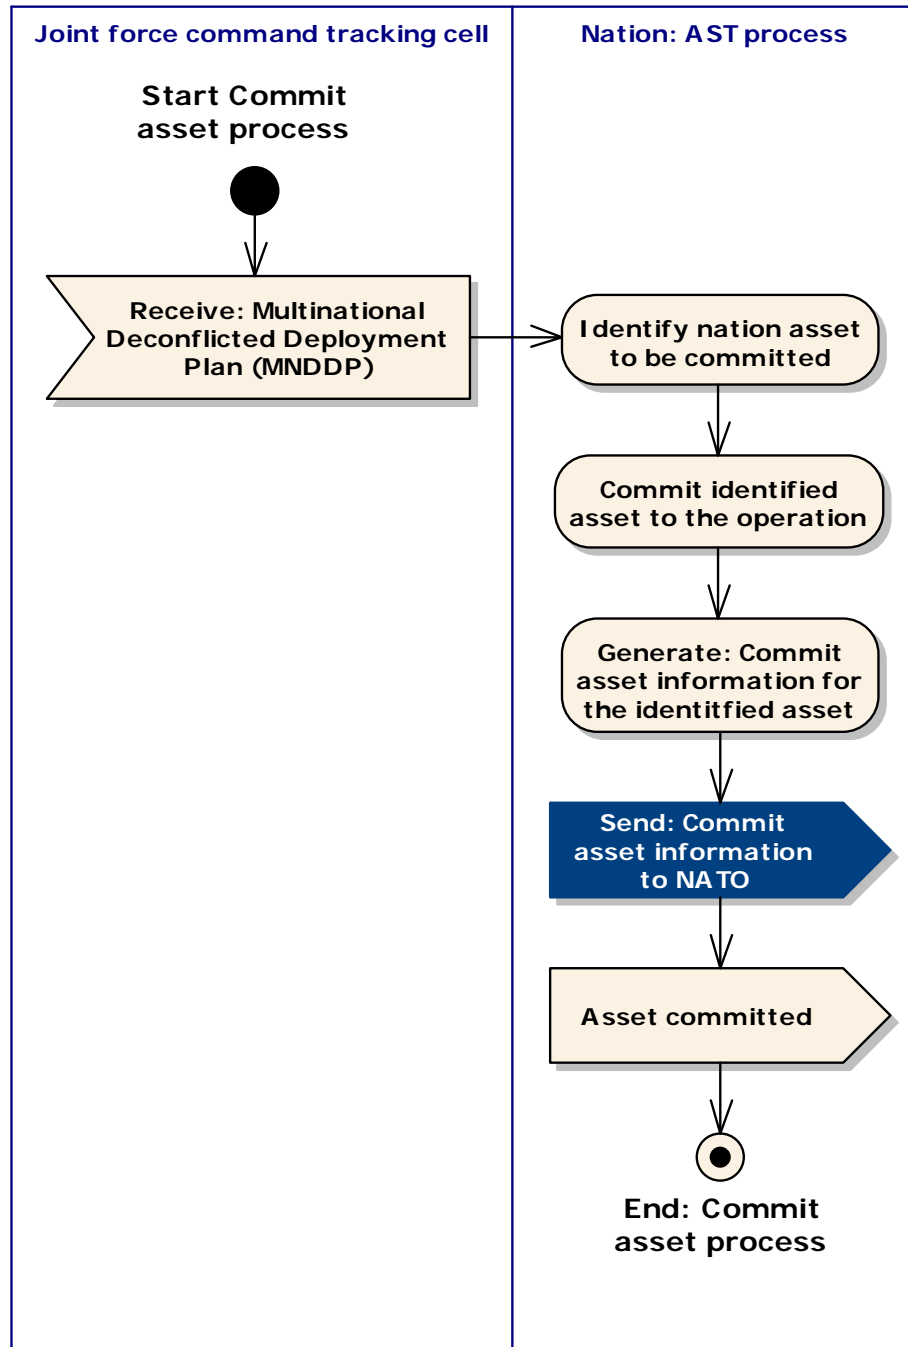 Joint force command tracking cell
Nation: AST process
Start Commit
asset process
Receive: Multinational
Deconflicted Deployment
Plan (MNDDP)
Identify nation asset
to be committed
Commit identified
asset to the operation
Generate: Commit
asset information for
the identitfied asset
Send: Commit
asset information
to NATO
Asset committed
End: Commit
asset process